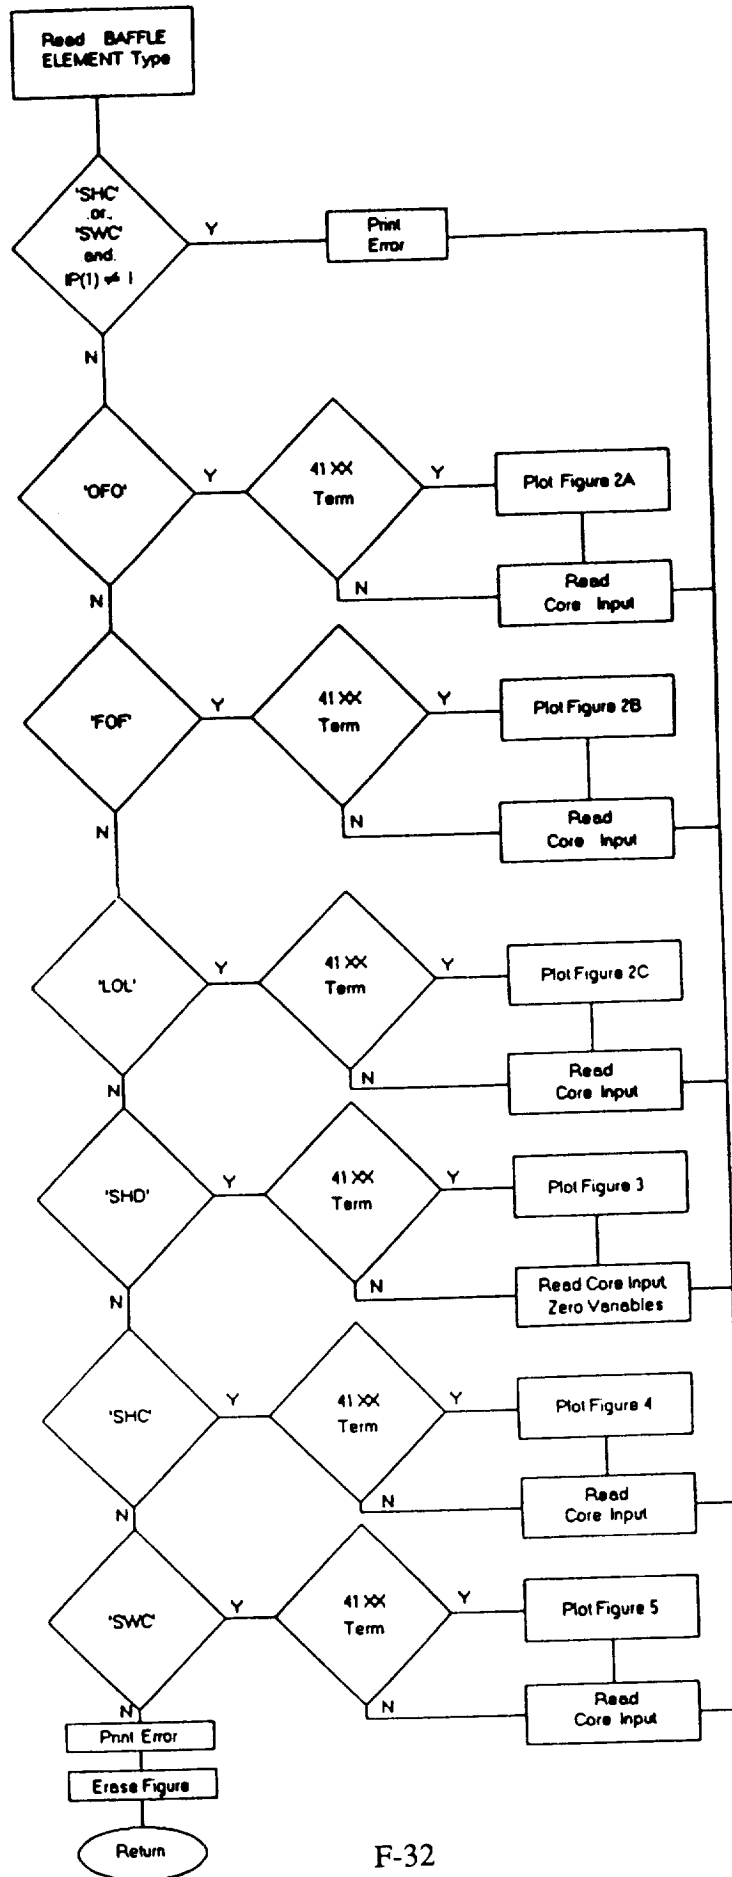 Read BAFFLE
ELEMENT Type
'SHC'
.or.
'SWC'
and.
IP(1) ≠ 1
Y
Print
Error
N
'OFO'
Y
41 XX
Term
Y
Plot Figure 2A
N
N
Read
Core Input
'FOF'
Y
41 XX
Term
Y
Plot Figure 2B
N
N
Read
Core Input
'LOL'
Y
41 XX
Term
Y
Plot Figure 2C
N
N
Read
Core Input
'SHD'
Y
41 XX
Term
Y
Plot Figure 3
N
N
Read Core Input
Zero Variables
'SHC'
Y
41 XX
Term
Y
Plot Figure 4
N
N
Read
Core Input
'SWC'
Y
41 XX
Term
Y
Plot Figure 5
N
N
Read
Core Input
Print Error
Erase Figure
Return
F-32